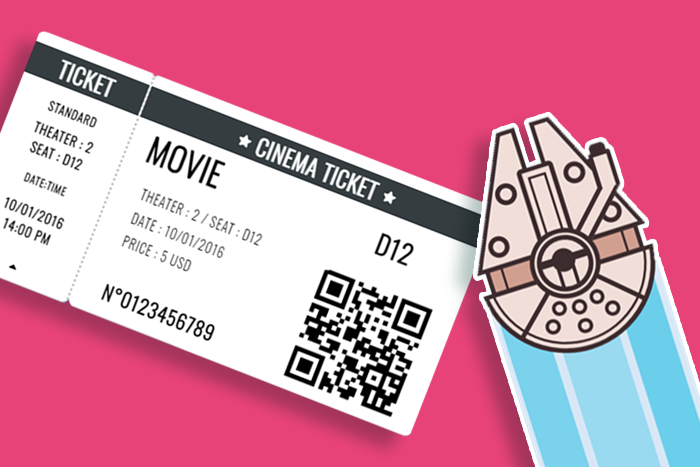 TICKET
STANDARD
THEATER : 2
SEAT : D12
DATE:TIME
10/01/2016
14:00 PM
★ CINEMA TICKET ★
MOVIE
THEATER : 2 / SEAT : D12
DATE : 10/01/2016
PRICE : 5 USD
N°0123456789
D12